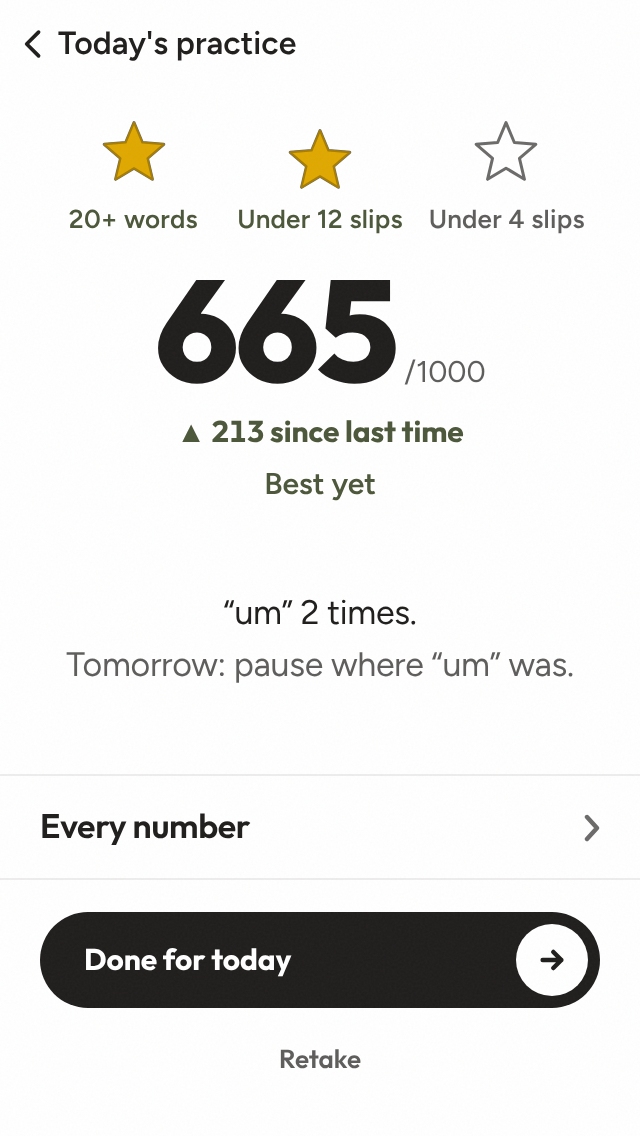 Today's practice
20+ words
Under 12 slips
Under 4 slips
665 /1000
▲ 213 since last time
Best yet
“um” 2 times.
Tomorrow: pause where “um” was.
Every number
Done for today
Retake